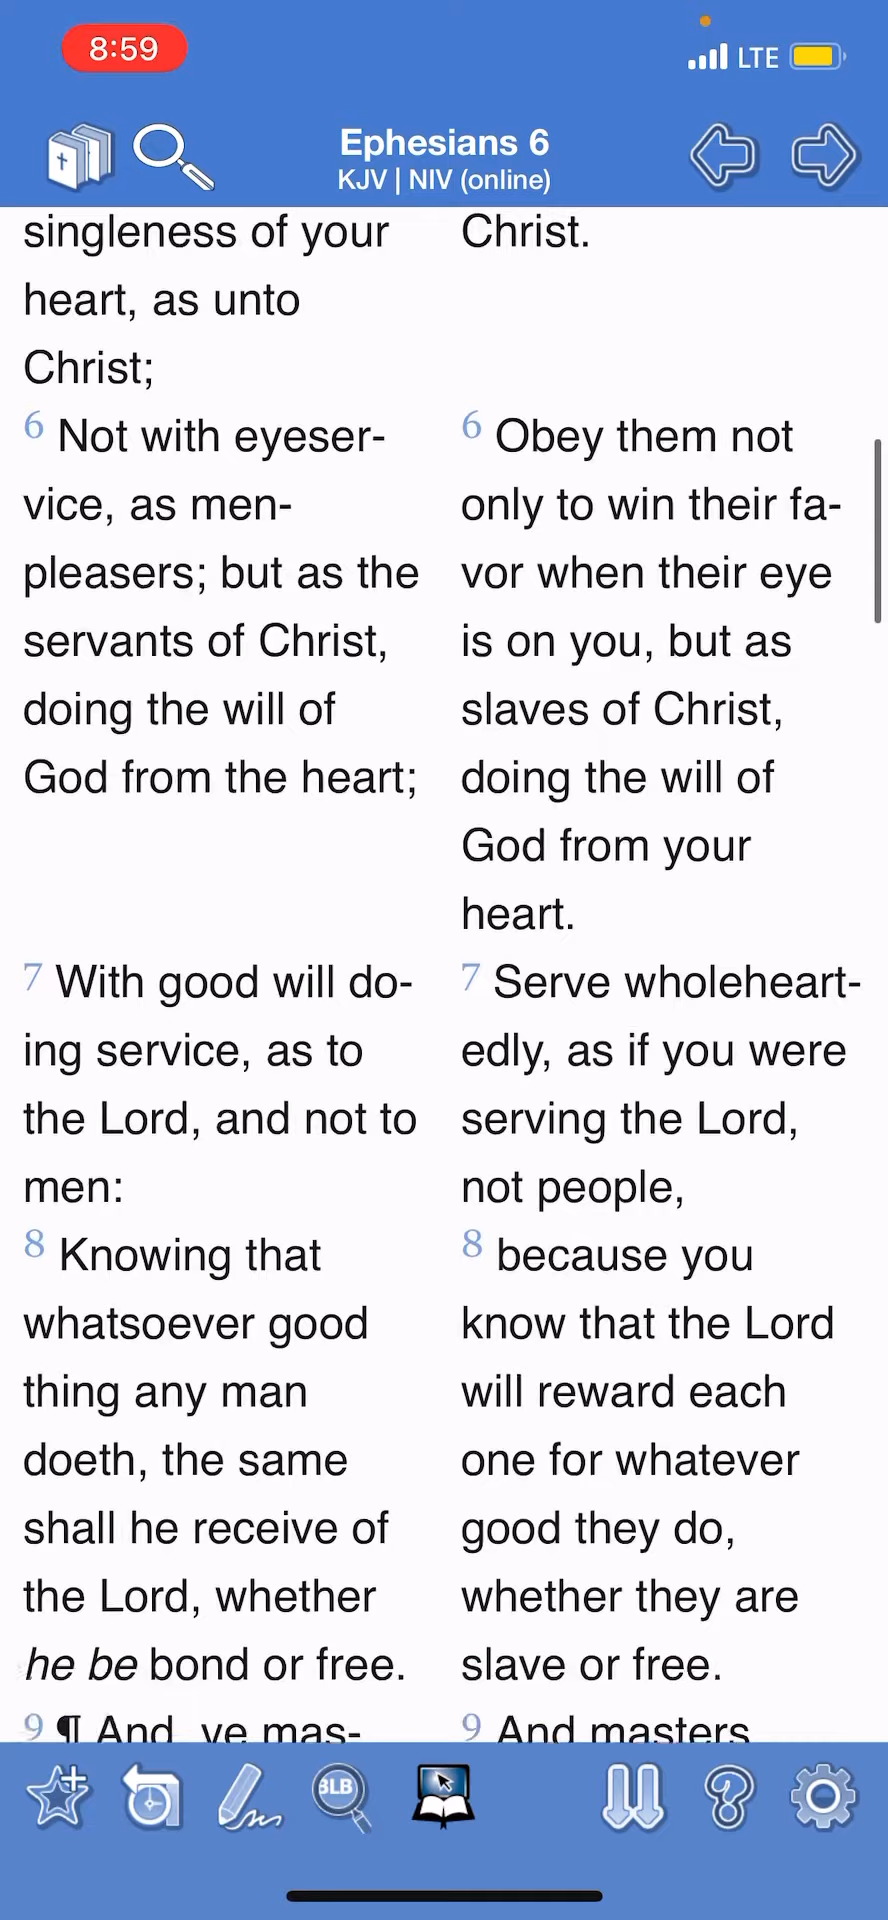 8:59
LTE
Ephesians 6
KJV | NIV (online)
singleness of your
heart, as unto
Christ;
6 Not with eyeser-
vice, as men-
pleasers; but as the
servants of Christ,
doing the will of
God from the heart;
7 With good will do-
ing service, as to
the Lord, and not to
men:
8 Knowing that
whatsoever good
thing any man
doeth, the same
shall he receive of
the Lord, whether
he be bond or free.
9 ¶ And, ye mas-
Christ.
6 Obey them not
only to win their fa-
vor when their eye
is on you, but as
slaves of Christ,
doing the will of
God from your
heart.
7 Serve wholeheart-
edly, as if you were
serving the Lord,
not people,
8 because you
know that the Lord
will reward each
one for whatever
good they do,
whether they are
slave or free.
9 And masters
BLB